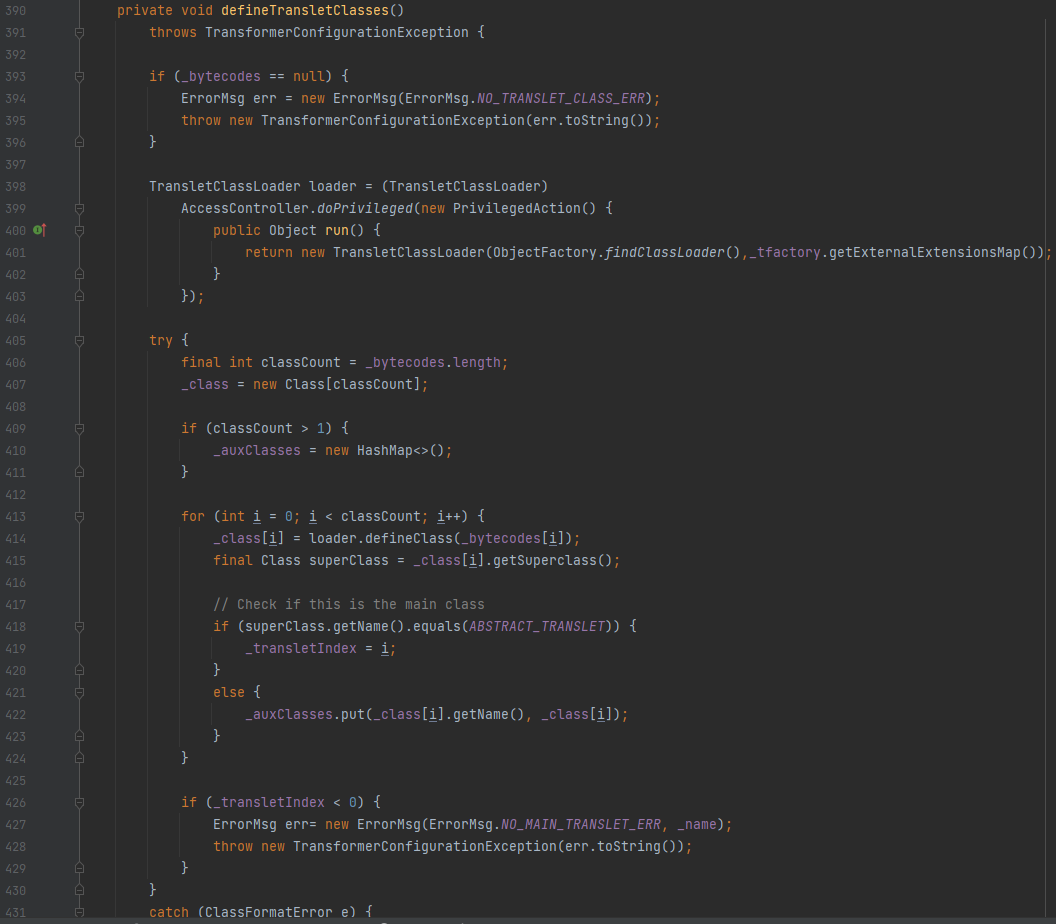 390 private void defineTransletClasses()
391 throws TransformerConfigurationException {
392
393 if (_bytecodes == null) {
394 ErrorMsg err = new ErrorMsg(ErrorMsg.NO_TRANSLET_CLASS_ERR);
395 throw new TransformerConfigurationException(err.toString());
396 }
397
398 TransletClassLoader loader = (TransletClassLoader)
399 AccessController.doPrivileged(new PrivilegedAction() {
400 public Object run() {
401 return new TransletClassLoader(ObjectFactory.findClassLoader(),_tfactory.getExternalExtensionsMap());
402 }
403 });
404
405 try {
406 final int classCount = _bytecodes.length;
407 _class = new Class[classCount];
408
409 if (classCount > 1) {
410 _auxClasses = new HashMap<>();
411 }
412
413 for (int i = 0; i < classCount; i++) {
414 _class[i] = loader.defineClass(_bytecodes[i]);
415 final Class superClass = _class[i].getSuperclass();
416
417 // Check if this is the main class
418 if (superClass.getName().equals(ABSTRACT_TRANSLET)) {
419 _transletIndex = i;
420 }
421 else {
422 _auxClasses.put(_class[i].getName(), _class[i]);
423 }
424 }
425
426 if (_transletIndex < 0) {
427 ErrorMsg err= new ErrorMsg(ErrorMsg.NO_MAIN_TRANSLET_ERR, _name);
428 throw new TransformerConfigurationException(err.toString());
429 }
430 }
431 catch (ClassFormatError e) {